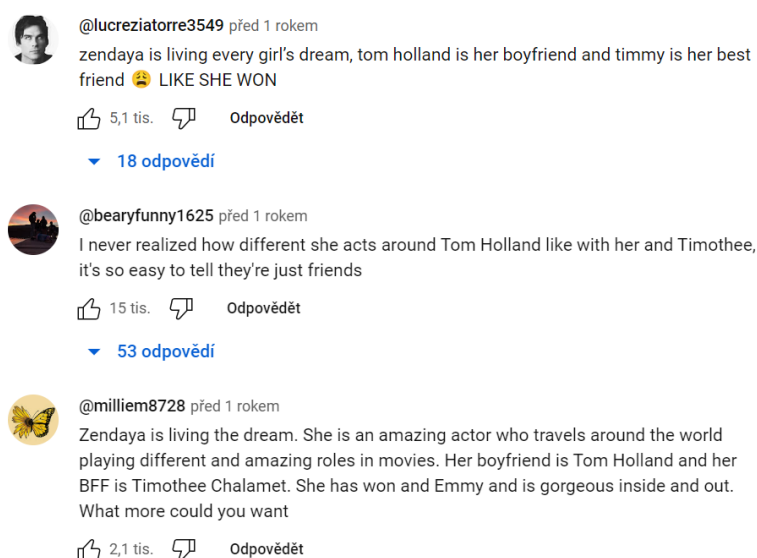 @lucreziatorre3549 před 1 rokem
zendaya is living every girl’s dream, tom holland is her boyfriend and timmy is her best
friend 😩 LIKE SHE WON
5,1 tis. Odpovědět
18 odpovědí
@bearyfunny1625 před 1 rokem
I never realized how different she acts around Tom Holland like with her and Timothee,
it's so easy to tell they're just friends
15 tis. Odpovědět
53 odpovědí
@milliem8728 před 1 rokem
Zendaya is living the dream. She is an amazing actor who travels around the world
playing different and amazing roles in movies. Her boyfriend is Tom Holland and her
BFF is Timothee Chalamet. She has won and Emmy and is gorgeous inside and out.
What more could you want
2,1 tis. Odpovědět